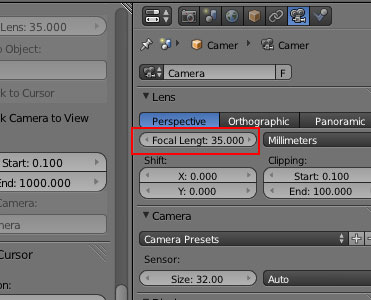 Lens: 35.000
o Object:
k to Cursor
k Camera to View
Start: 0.100
End: 1000.000
Camera:
mera
Cursor
on:
Camer
Camer
Camera
F
Lens
Perspective
Orthographic
Panoramic
Focal Lengt: 35.000
Millimeters
Shift:
Clipping:
X: 0.000
Start: 0.100
Y: 0.000
End: 100.000
Camera
Camera Presets
Sensor:
Size: 32.00
Auto